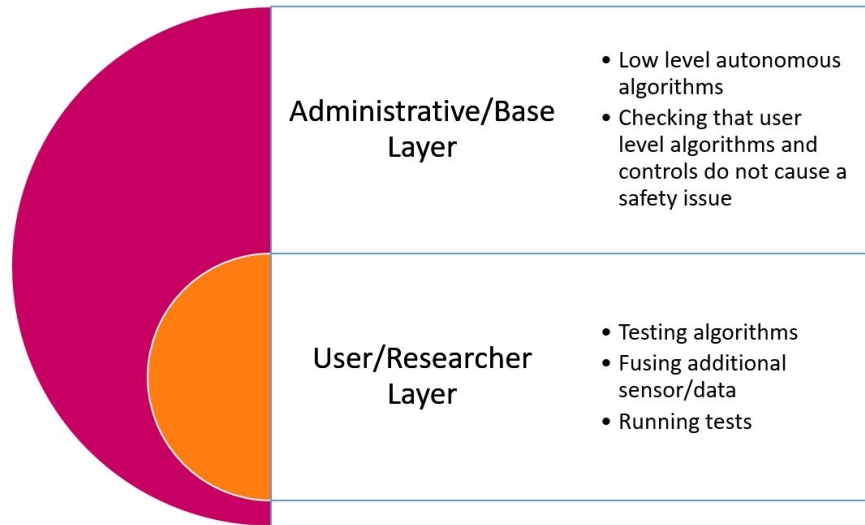 Administrative/Base
Layer
• Low level autonomous
algorithms
• Checking that user
level algorithms and
controls do not cause a
safety issue
User/Researcher
Layer
• Testing algorithms
• Fusing additional
sensor/data
• Running tests